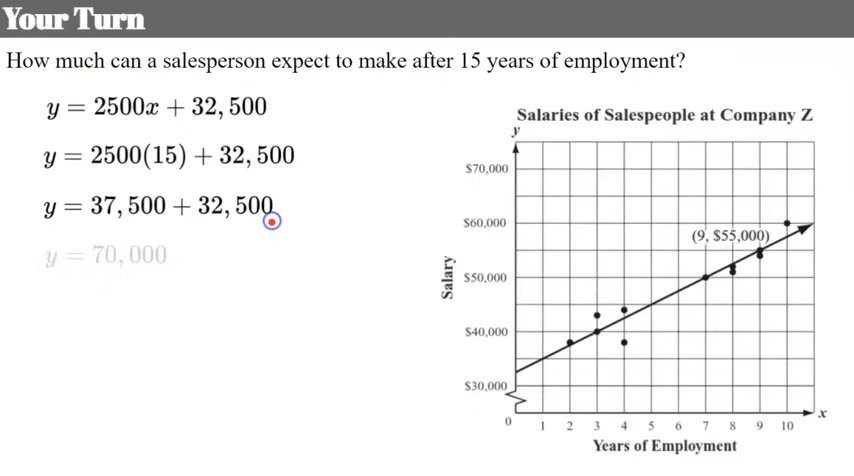 Your Turn
How much can a salesperson expect to make after 15 years of employment?
y = 2500x + 32, 500
y = 2500(15) + 32, 500
y = 37, 500 + 32, 500
y = 70, 000
Salaries of Salespeople at Company Z
y
$70,000
$60,000
(9, $55,000)
$50,000
$40,000
$30,000
Salary
0 1 2 3 4 5 6 7 8 9 10 x
Years of Employment